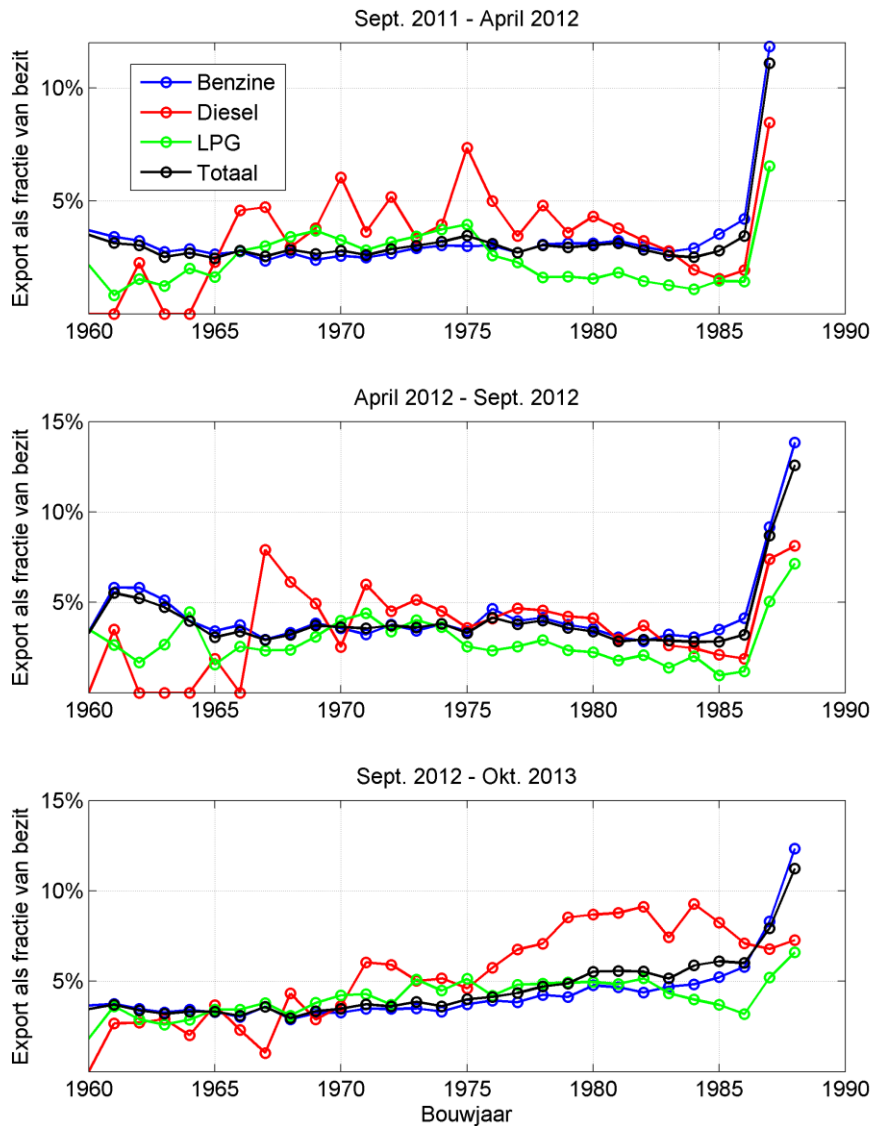 Sept. 2011 - April 2012
Export als fractie van bezit
10%
5%
Benzine
Diesel
LPG
Totaal
1960 1965 1970 1975 1980 1985 1990
April 2012 - Sept. 2012
Export als fractie van bezit
15%
10%
5%
1960 1965 1970 1975 1980 1985 1990
Sept. 2012 - Okt. 2013
Export als fractie van bezit
15%
10%
5%
1960 1965 1970 1975 1980 1985 1990
Bouwjaar